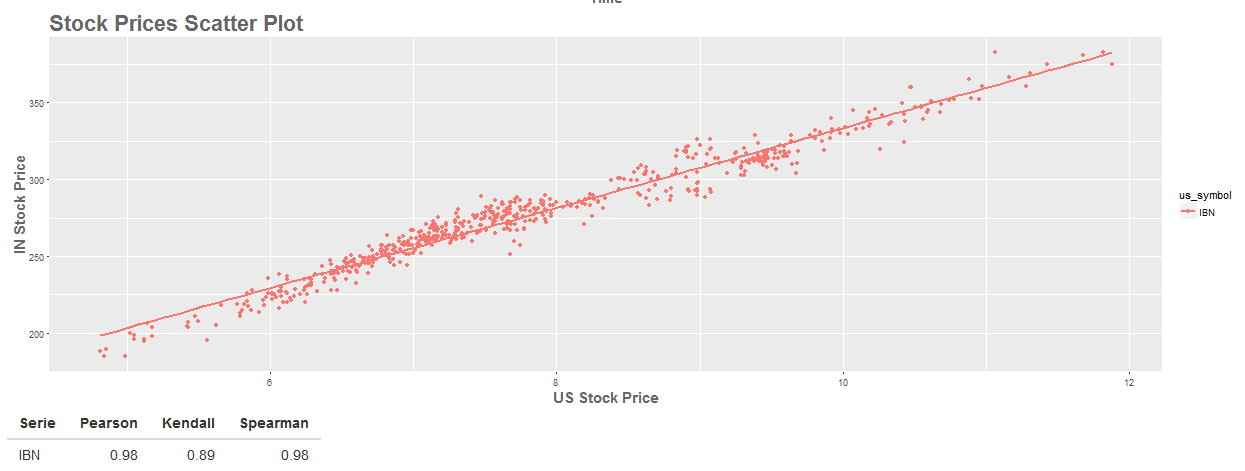 Time
Stock Prices Scatter Plot
IN Stock Price
350
300
250
200
6 8 10 12
US Stock Price
us_symbol
IBN
Serie Pearson Kendall Spearman
IBN 0.98 0.89 0.98